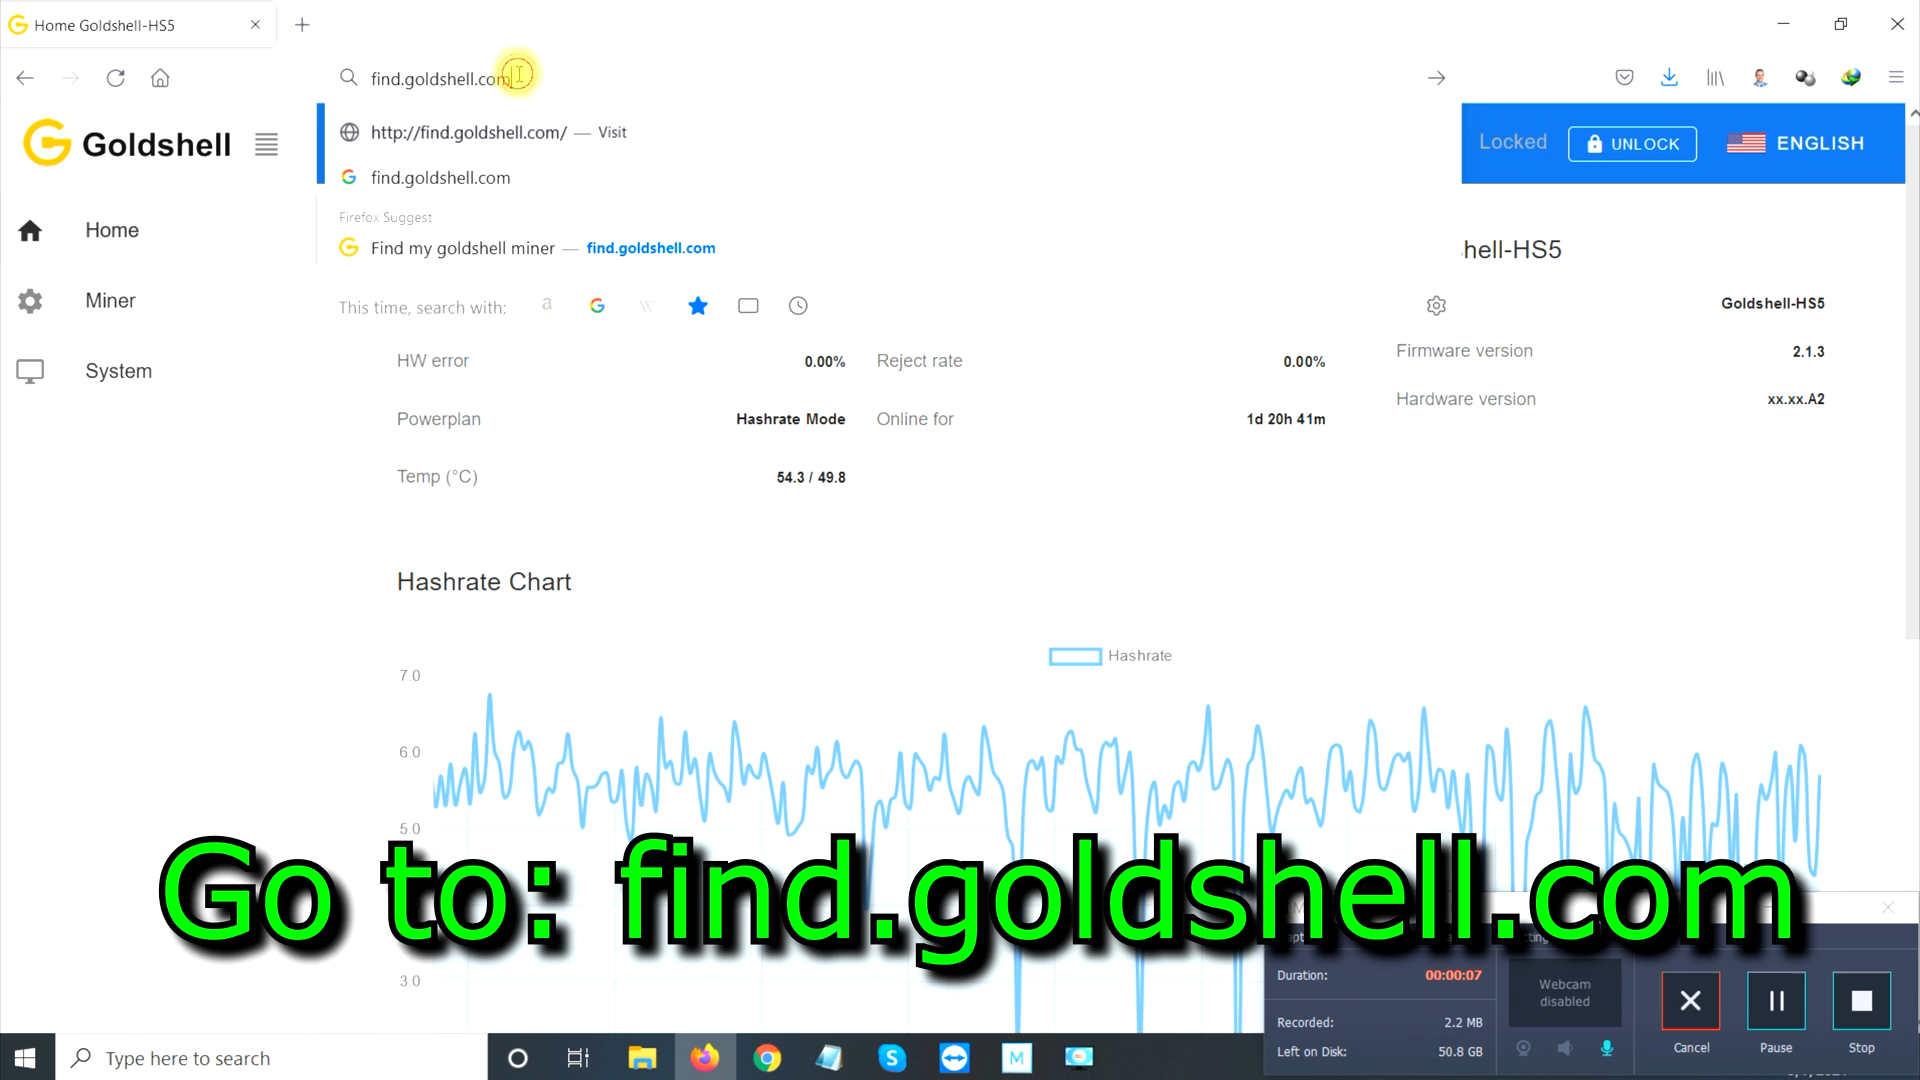 Home Goldshell-HS5
find.goldshell.com
http://find.goldshell.com/ — Visit
find.goldshell.com
Firefox Suggest
Find my goldshell miner — find.goldshell.com
This time, search with:
Goldshell
Locked
UNLOCK
ENGLISH
Home
Miner
System
hell-HS5
Goldshell-HS5
HW error 0.00% Reject rate 0.00%
Firmware version 2.1.3
Powerplan Hashrate Mode Online for 1d 20h 41m
Hardware version xx.xx.A2
Temp (°C) 54.3 / 49.8
Hashrate Chart
Hashrate
7.0
6.0
5.0
3.0
Go to: find.goldshell.com
Duration: 00:00:07
Webcam
disabled
Recorded: 2.2 MB
Left on Disk: 50.8 GB
Cancel
Pause
Stop
Type here to search